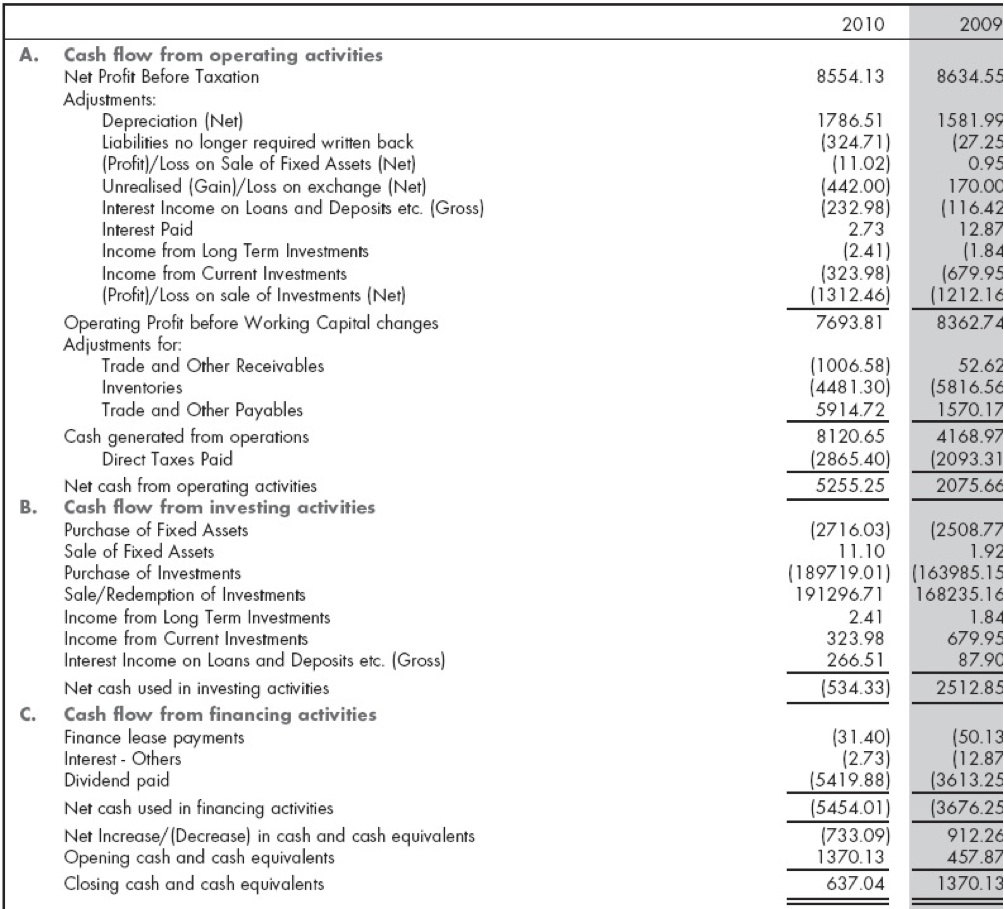 2010 2009
A. Cash flow from operating activities
Net Profit Before Taxation 8554.13 8634.55
Adjustments:
Depreciation (Net) 1786.51 1581.99
Liabilities no longer required written back (324.71) (27.25
(Profit)/Loss on Sale of Fixed Assets (Net) (11.02) 0.95
Unrealised (Gain)/Loss on exchange (Net) (442.00) 170.00
Interest Income on Loans and Deposits etc. (Gross) (232.98) (116.42
Interest Paid 2.73 12.87
Income from Long Term Investments (2.41) (1.84
Income from Current Investments (323.98) (679.95
(Profit)/Loss on sale of Investments (Net) (1312.46) (1212.16
Operating Profit before Working Capital changes 7693.81 8362.74
Adjustments for:
Trade and Other Receivables (1006.58) 52.62
Inventories (4481.30) (5816.56
Trade and Other Payables 5914.72 1570.17
Cash generated from operations 8120.65 4168.97
Direct Taxes Paid (2865.40) (2093.31
Net cash from operating activities 5255.25 2075.66
B. Cash flow from investing activities
Purchase of Fixed Assets (2716.03) (2508.77
Sale of Fixed Assets 11.10 1.92
Purchase of Investments (189719.01) (163985.15
Sale/Redemption of Investments 191296.71 168235.16
Income from Long Term Investments 2.41 1.84
Income from Current Investments 323.98 679.95
Interest Income on Loans and Deposits etc. (Gross) 266.51 87.90
Net cash used in investing activities (534.33) 2512.85
C. Cash flow from financing activities
Finance lease payments (31.40) (50.13
Interest - Others (2.73) (12.87
Dividend paid (5419.88) (3613.25
Net cash used in financing activities (5454.01) (3676.25
Net Increase/(Decrease) in cash and cash equivalents (733.09) 912.26
Opening cash and cash equivalents 1370.13 457.87
Closing cash and cash equivalents 637.04 1370.13